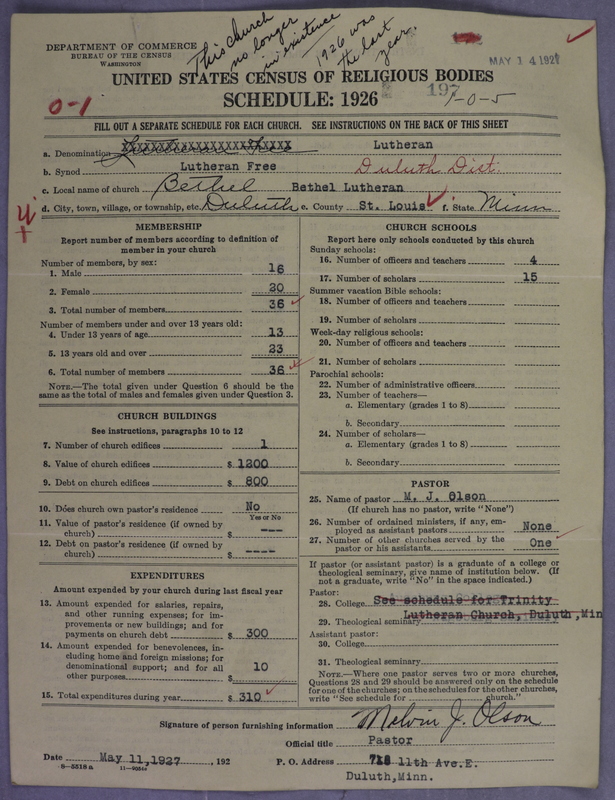 This church
no longer
in existence
1926 was
the last
year.
DEPARTMENT OF COMMERCE
BUREAU OF THE CENSUS
WASHINGTON
MAY 14 1927
UNITED STATES CENSUS OF RELIGIOUS BODIES
SCHEDULE: 1926
197
1-0-5
0-1
FILL OUT A SEPARATE SCHEDULE FOR EACH CHURCH. SEE INSTRUCTIONS ON THE BACK OF THIS SHEET
a. Denomination Lutheran Free Lutheran
b. Synod Lutheran Free Duluth Dist.
c. Local name of church Bethel Bethel Lutheran
d. City, town, village, or township, etc. Duluth e. County St. Louis f. State Minn
MEMBERSHIP
Report number of members according to definition of
member in your church
Number of members, by sex:
1. Male 16
2. Female 20
3. Total number of members 36
Number of members under and over 13 years old:
4. Under 13 years of age 13
5. 13 years old and over 23
6. Total number of members 36
NOTE.—The total given under Question 6 should be
same as the total of males and females given under Question 3.
CHURCH BUILDINGS
See instructions, paragraphs 10 to 12
7. Number of church edifices 1
8. Value of church edifices $ 1200
9. Debt on church edifices $ 800
10. Does church own pastor's residence No
Yes or No
11. Value of pastor's residence (if owned by
church) $ ---
12. Debt on pastor's residence (if owned by
church) $ ----
EXPENDITURES
Amount expended by your church during last fiscal year
13. Amount expended for salaries, repairs,
and other running expenses; for im-
provements or new buildings; and for
payments on church debt $ 300
14. Amount expended for benevolences, in-
cluding home and foreign missions; for
denominational support; and for all
other purposes $ 10
15. Total expenditures during year $ 310
CHURCH SCHOOLS
Report here only schools conducted by this church
Sunday schools:
16. Number of officers and teachers 4
17. Number of scholars 15
Summer vacation Bible schools:
18. Number of officers and teachers
19. Number of scholars
Week-day religious schools:
20. Number of officers and teachers
21. Number of scholars
Parochial schools:
22. Number of administrative officers
23. Number of teachers—
a. Elementary (grades 1 to 8)
b. Secondary
24. Number of scholars—
a. Elementary (grades 1 to 8)
b. Secondary
PASTOR
25. Name of pastor M. J. Olson
(If church has no pastor, write "None")
26. Number of ordained ministers, if any, em-
ployed as assistant pastors None
27. Number of other churches served by the
pastor or his assistants One
If pastor (or assistant pastor) is a graduate of a college or
theological seminary, give name of institution below. (If
not a graduate, write "No" in the space indicated.)
Pastor:
28. College See schedule for Trinity
29. Theological seminary Lutheran Church, Duluth, Min
Assistant pastor:
30. College
31. Theological seminary
NOTE.—Where one pastor serves two or more churches,
Questions 28 and 29 should be answered only on the schedule
for one of the churches; on the schedules for the other churches,
write "See schedule for church."
Signature of person furnishing information Melvin J. Olson
Official title Pastor
Date May 11, 1927, 192 P. O. Address 718 11th Ave.E.
Duluth, Minn.
8-5318 a